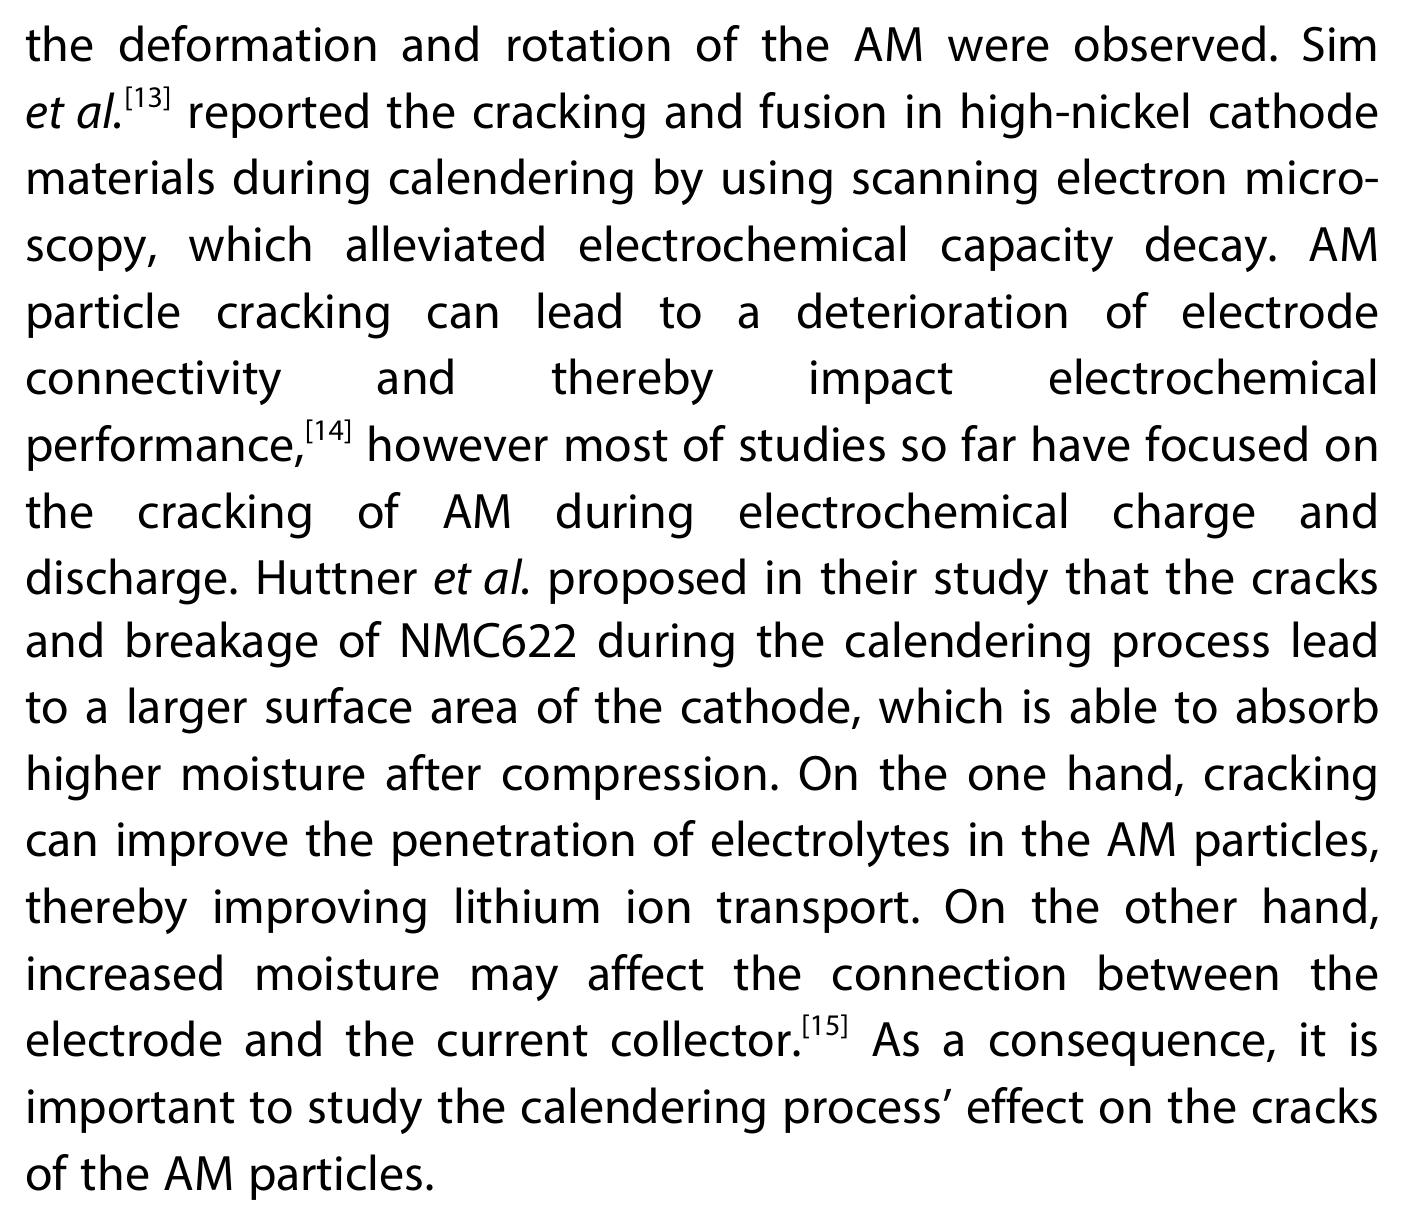 the deformation and rotation of the AM were observed. Sim
et al.[13] reported the cracking and fusion in high-nickel cathode
materials during calendering by using scanning electron micro-
scopy, which alleviated electrochemical capacity decay. AM
particle cracking can lead to a deterioration of electrode
connectivity and thereby impact electrochemical
performance,[14] however most of studies so far have focused on
the cracking of AM during electrochemical charge and
discharge. Huttner et al. proposed in their study that the cracks
and breakage of NMC622 during the calendering process lead
to a larger surface area of the cathode, which is able to absorb
higher moisture after compression. On the one hand, cracking
can improve the penetration of electrolytes in the AM particles,
thereby improving lithium ion transport. On the other hand,
increased moisture may affect the connection between the
electrode and the current collector.[15] As a consequence, it is
important to study the calendering process’ effect on the cracks
of the AM particles.